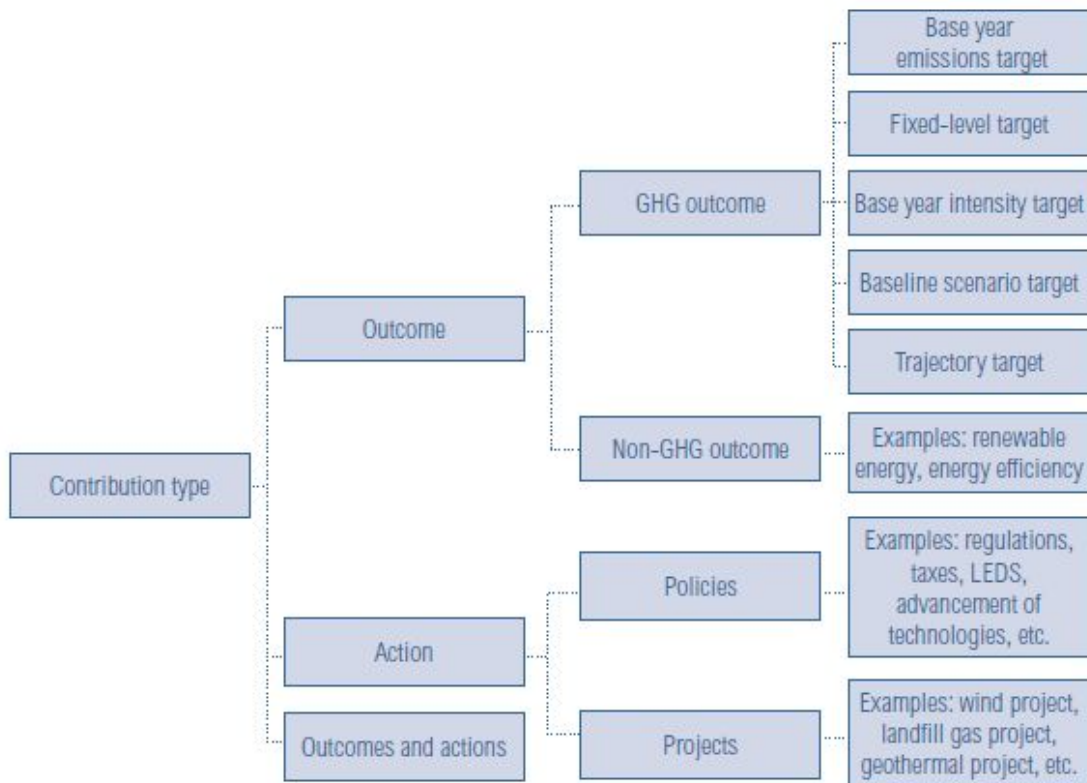 Contribution type
Outcome
Action
Outcomes and actions
GHG outcome
Non-GHG outcome
Policies
Projects
Base year
emissions target
Fixed-level target
Base year intensity target
Baseline scenario target
Trajectory target
Examples: renewable
energy, energy efficiency
Examples: regulations,
taxes, LEDS,
advancement of
technologies, etc.
Examples: wind project,
landfill gas project,
geothermal project, etc.